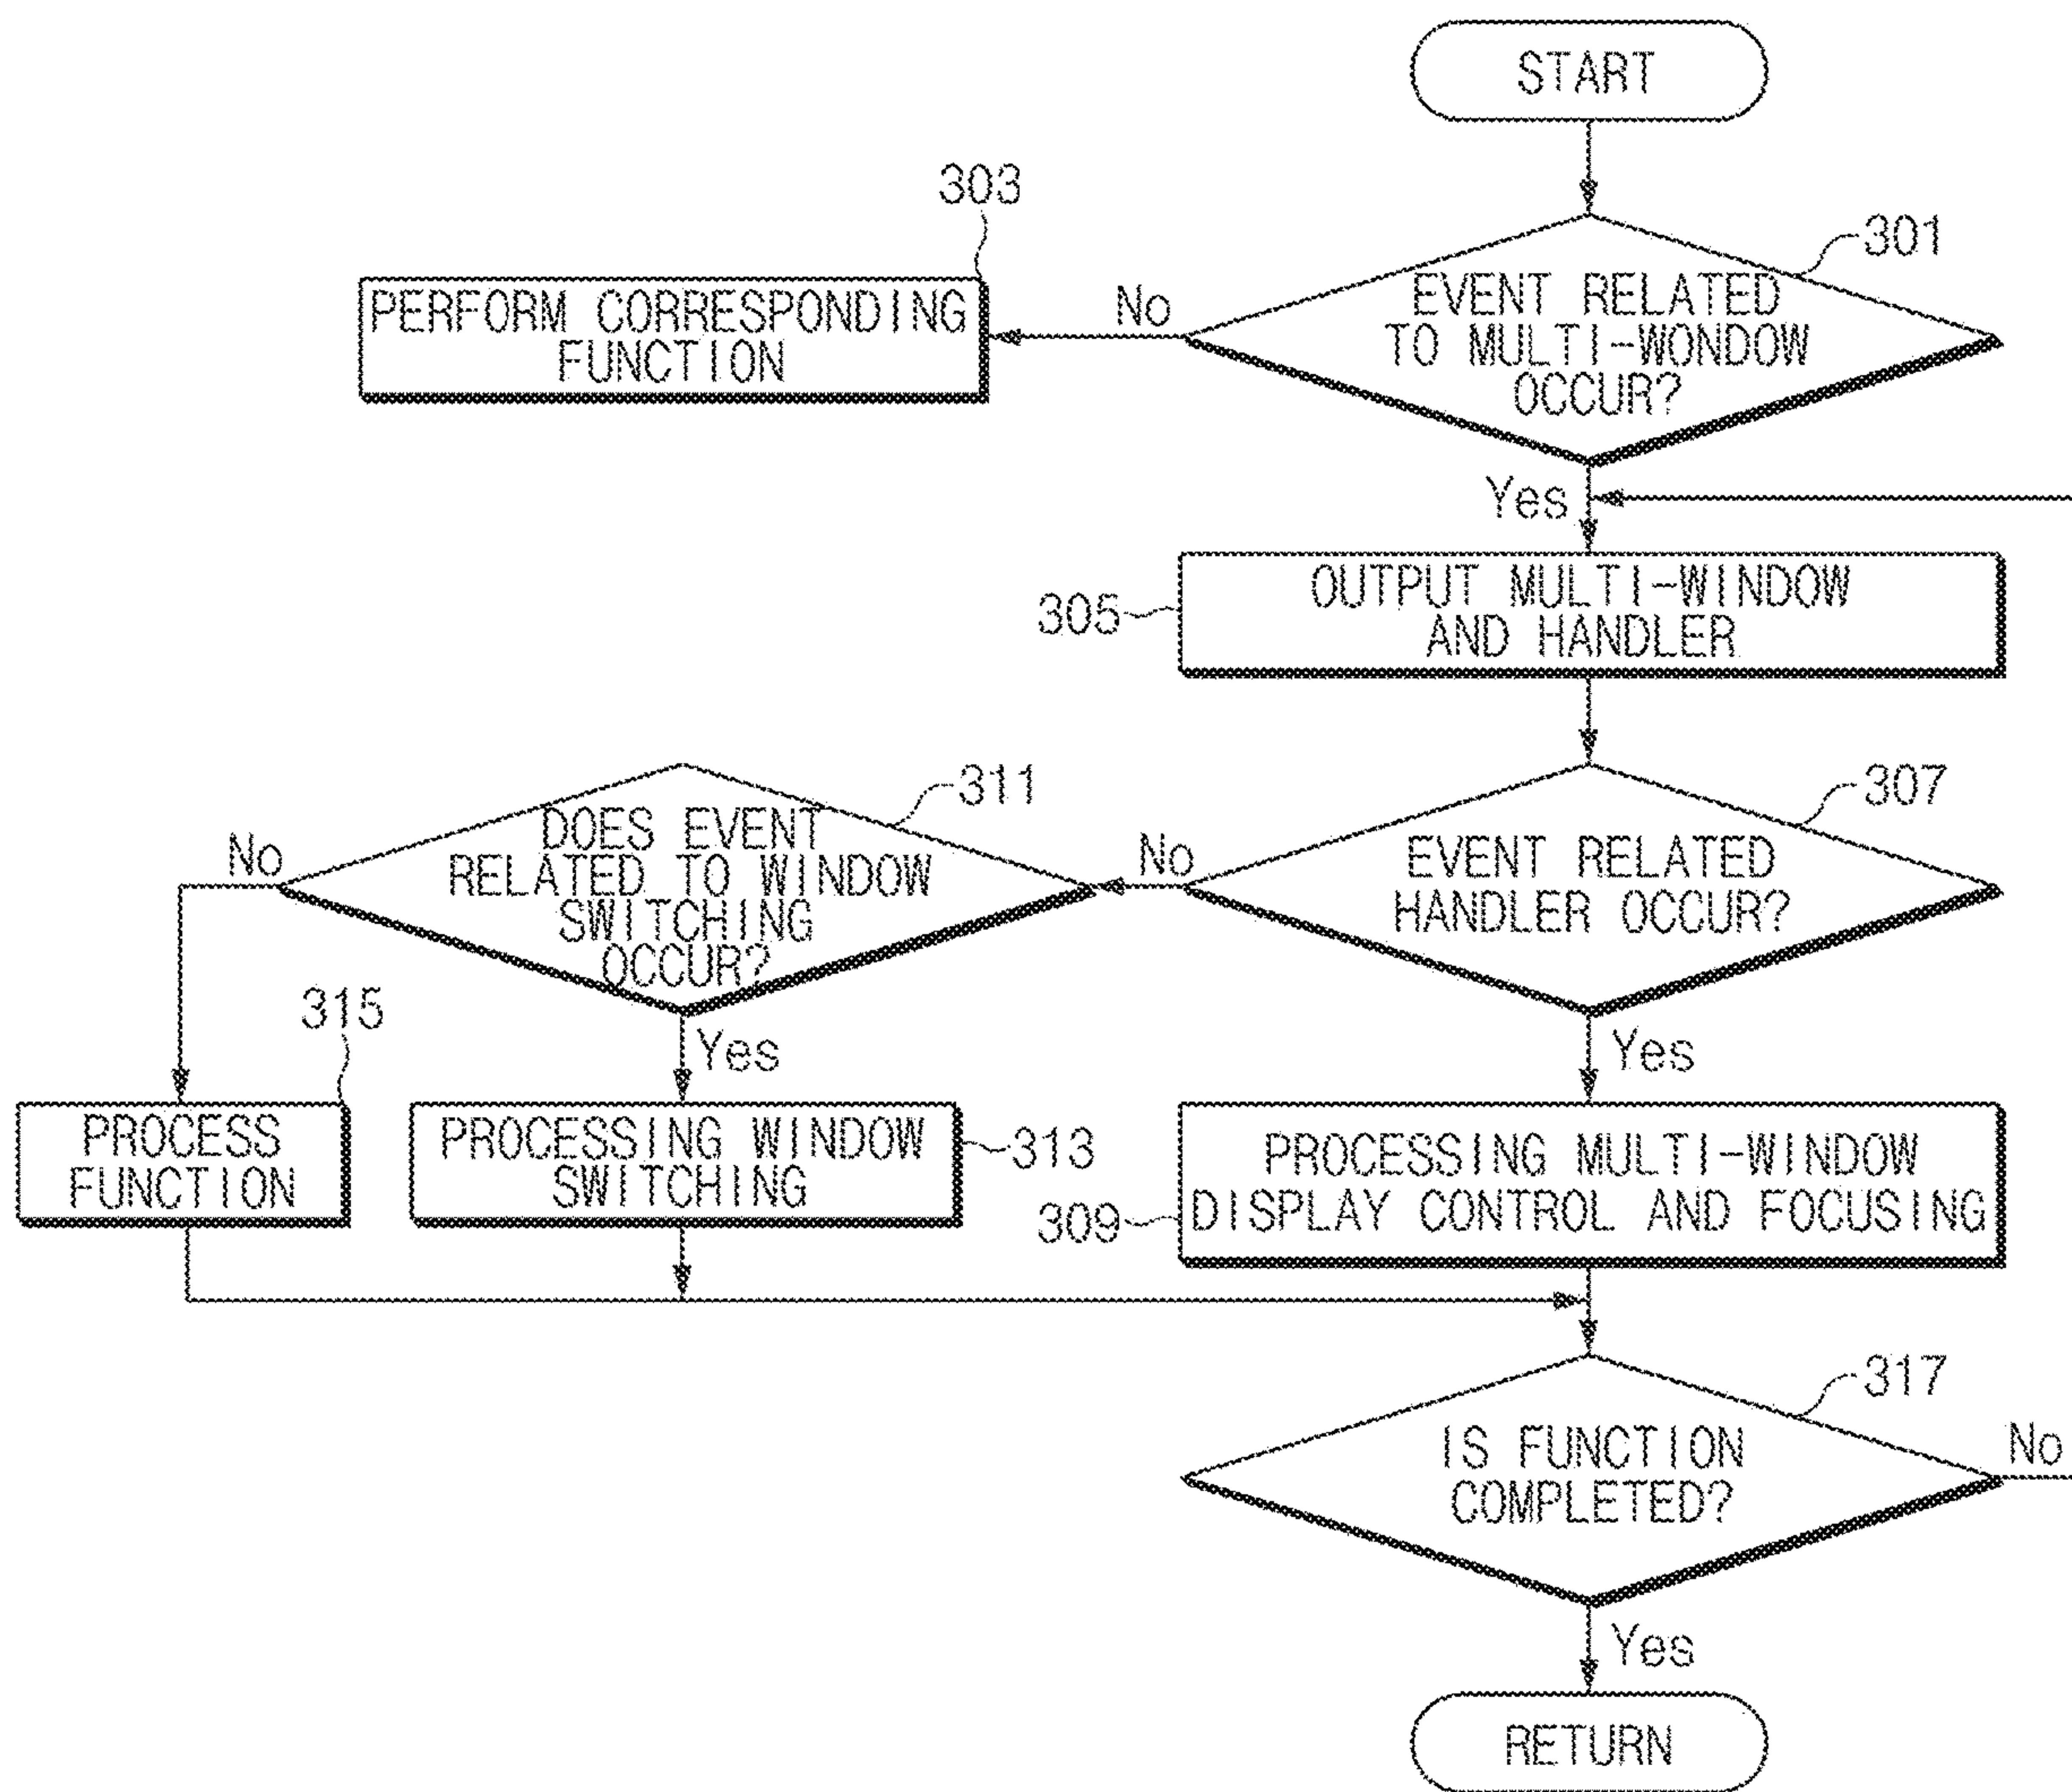 START
303
301
PERFORM CORRESPONDING
FUNCTION
No
EVENT RELATED
TO MULTI-WONDOW
OCCUR?
Yes
305
OUTPUT MULTI-WINDOW
AND HANDLER
311
307
No
DOES EVENT
RELATED TO WINDOW
SWITCHING
OCCUR?
No
EVENT RELATED
HANDLER OCCUR?
315
Yes
Yes
PROCESS
FUNCTION
PROCESSING WINDOW
SWITCHING
313
309
PROCESSING MULTI-WINDOW
DISPLAY CONTROL AND FOCUSING
317
IS FUNCTION
COMPLETED?
No
Yes
RETURN